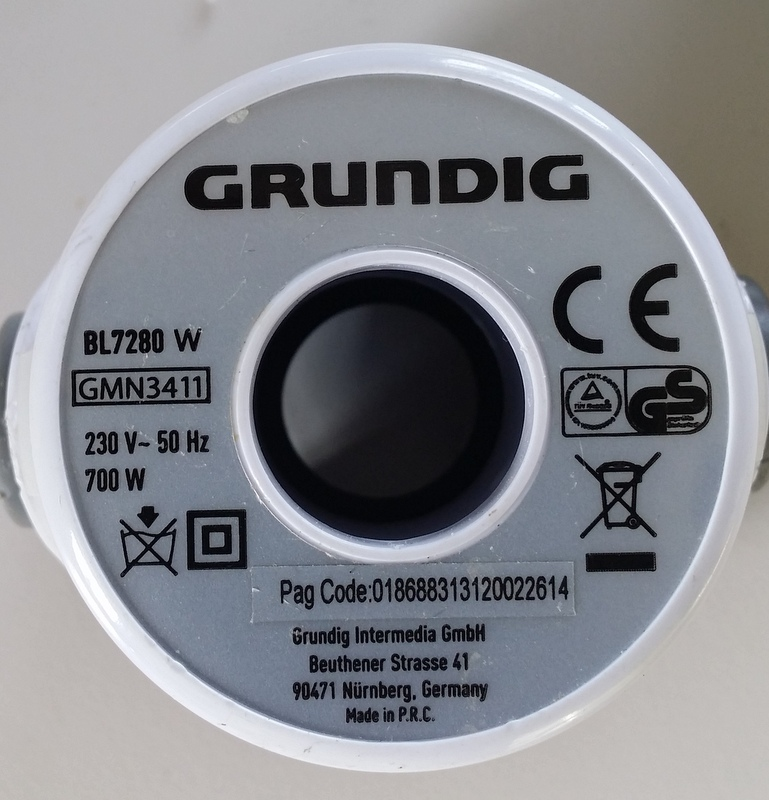 GRUNDIG
CE
BL7280 W
GMN3411
230 V~ 50 Hz
700 W
GS
Pag Code:018688313120022614
Grundig Intermedia GmbH
Beuthener Strasse 41
90471 Nürnberg, Germany
Made in P.R.C.